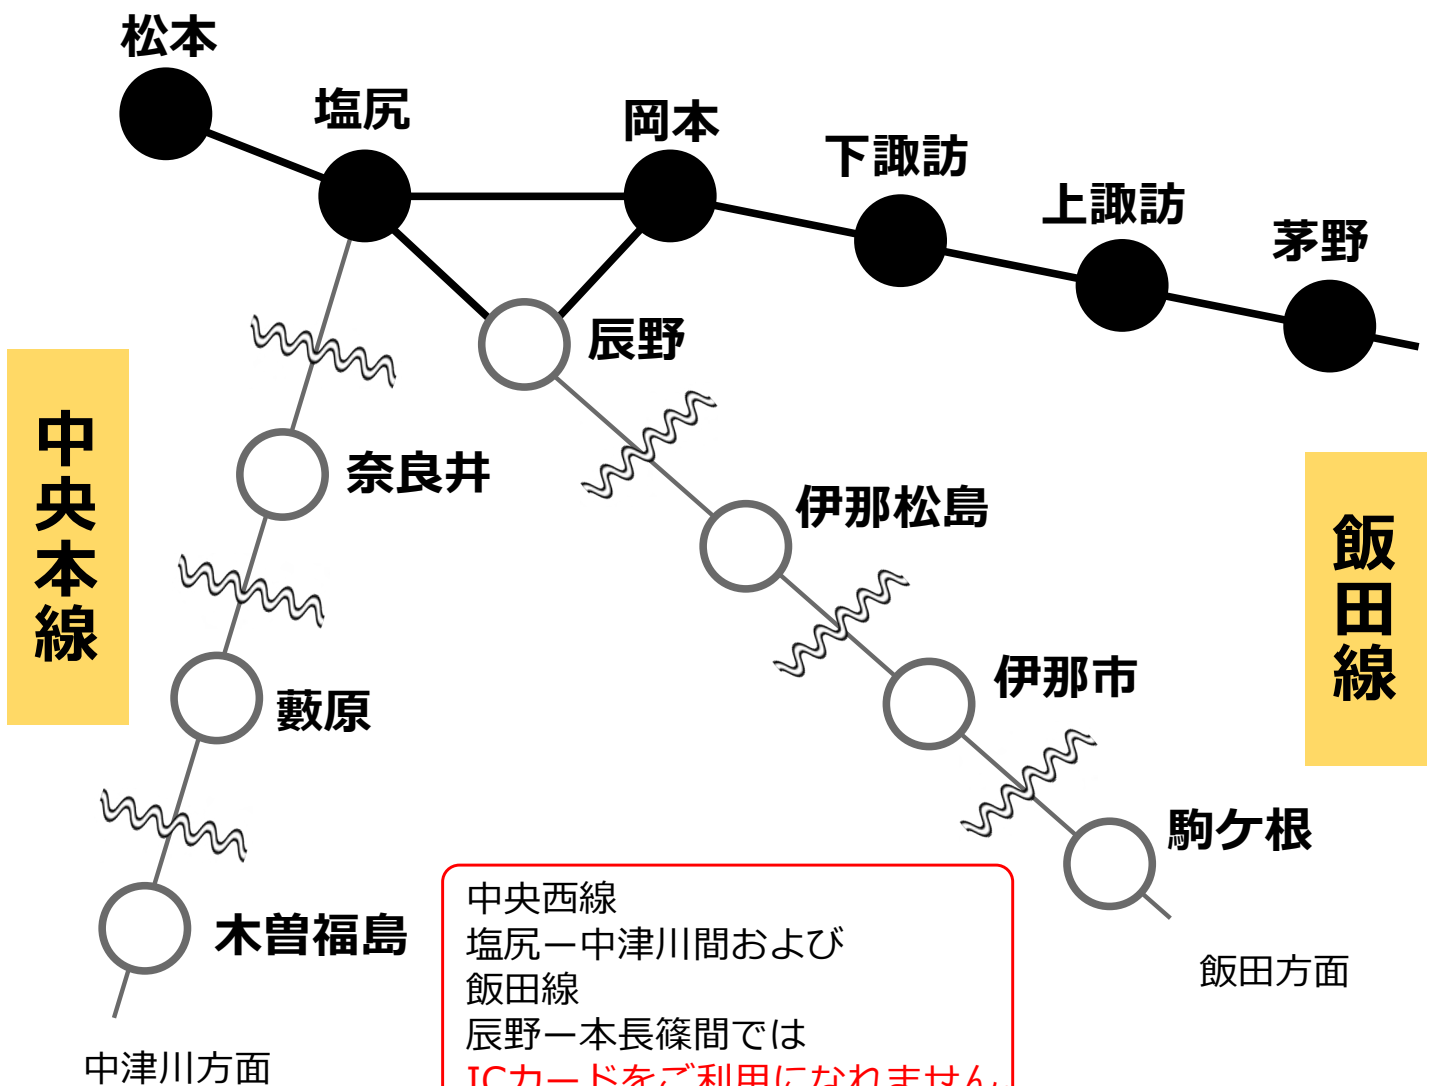 松本
塩尻
岡本
下諏訪
上諏訪
茅野
辰野
中央本線
奈良井
伊那松島
飯田線
伊那市
藪原
駒ケ根
木曽福島
中央西線
塩尻ー中津川間および
飯田線
辰野ー本長篠間では
ICカードをご利用になれません
飯田方面
中津川方面